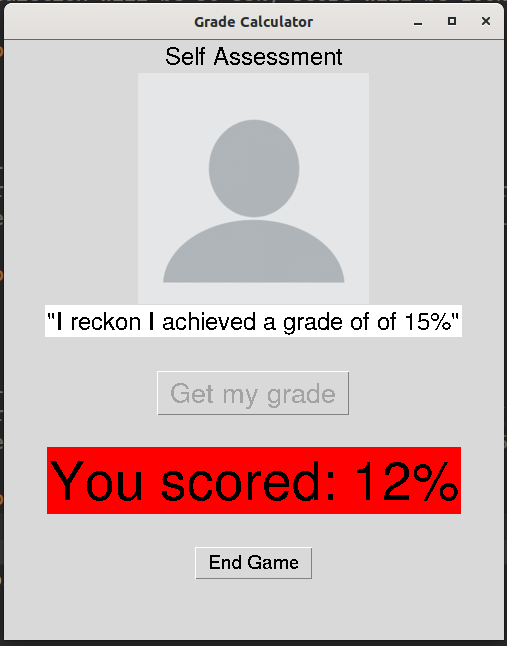 Grade Calculator
Self Assessment
"I reckon I achieved a grade of of 15%"
Get my grade
You scored: 12%
End Game